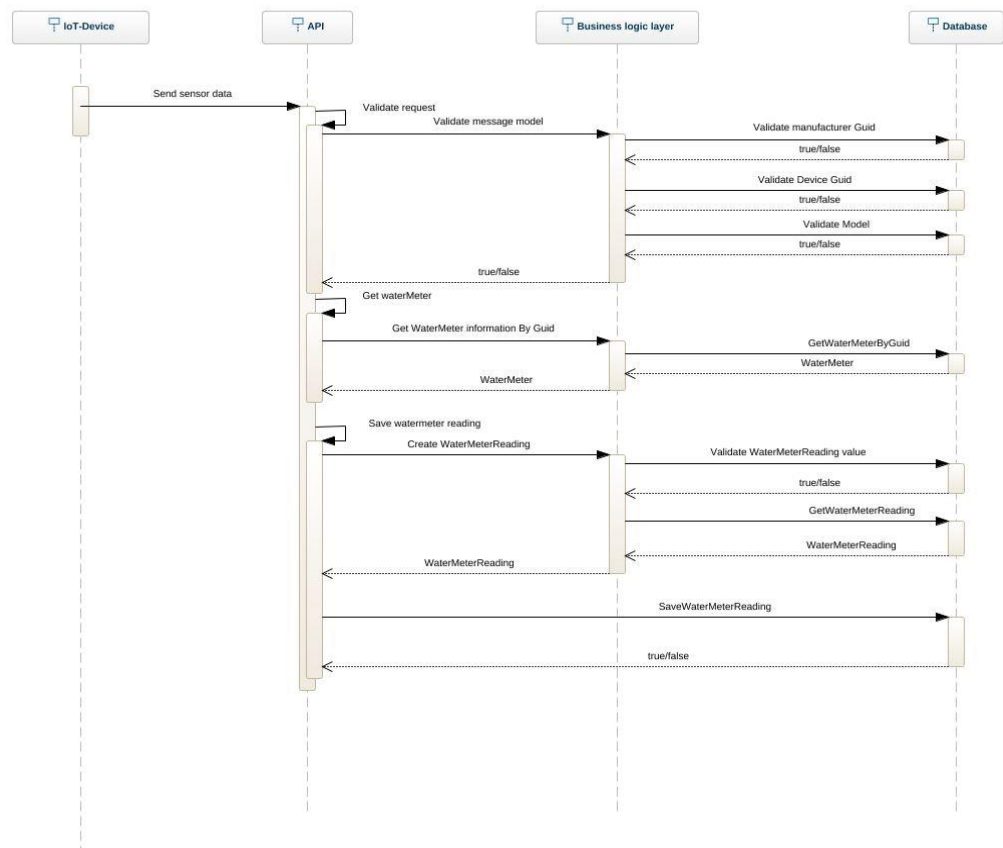 IoT-Device
API
Business logic layer
Database
Send sensor data
Validate request
Validate message model
Validate manufacturer Guid
true/false
Validate Device Guid
true/false
Validate Model
true/false
true/false
Get waterMeter
Get WaterMeter information By Guid
GetWaterMeterByGuid
WaterMeter
WaterMeter
Save watermeter reading
Create WaterMeterReading
Validate WaterMeterReading value
true/false
GetWaterMeterReading
WaterMeterReading
WaterMeterReading
SaveWaterMeterReading
true/false